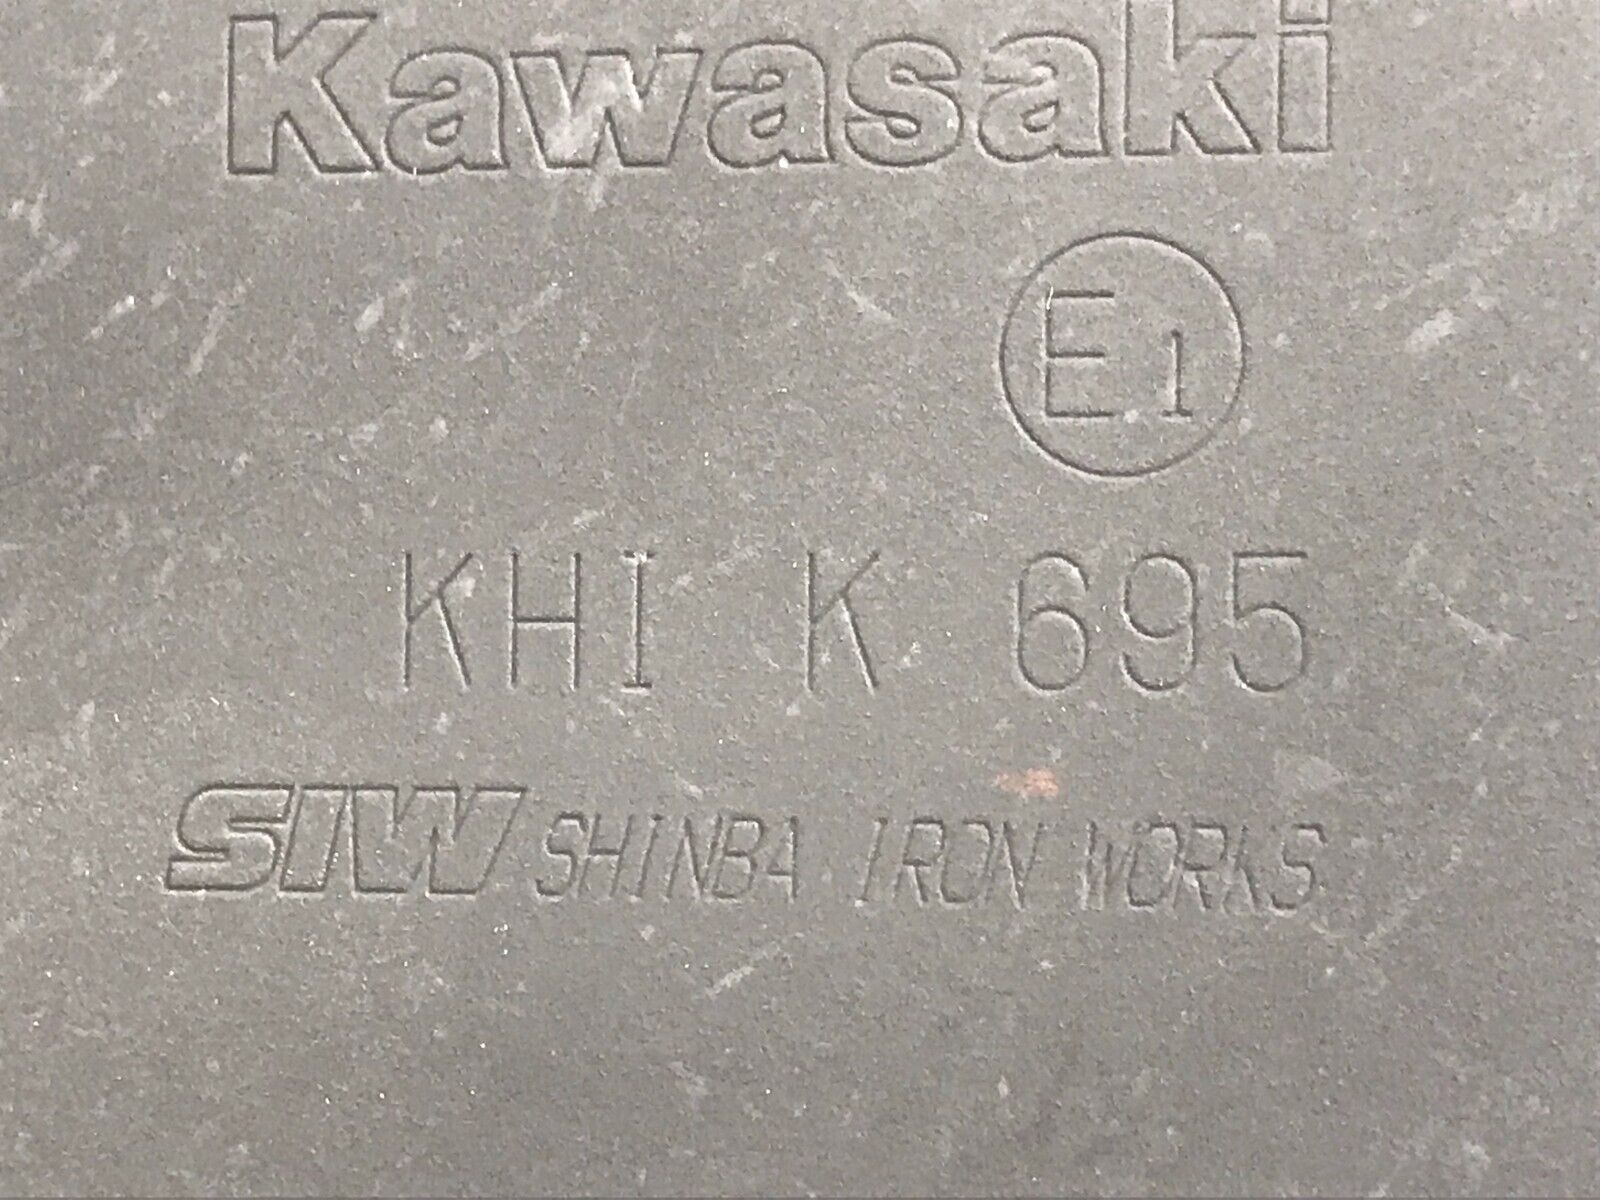 Kawasaki
E1
KHI K 695
SIW SHINBA IRON WORKS